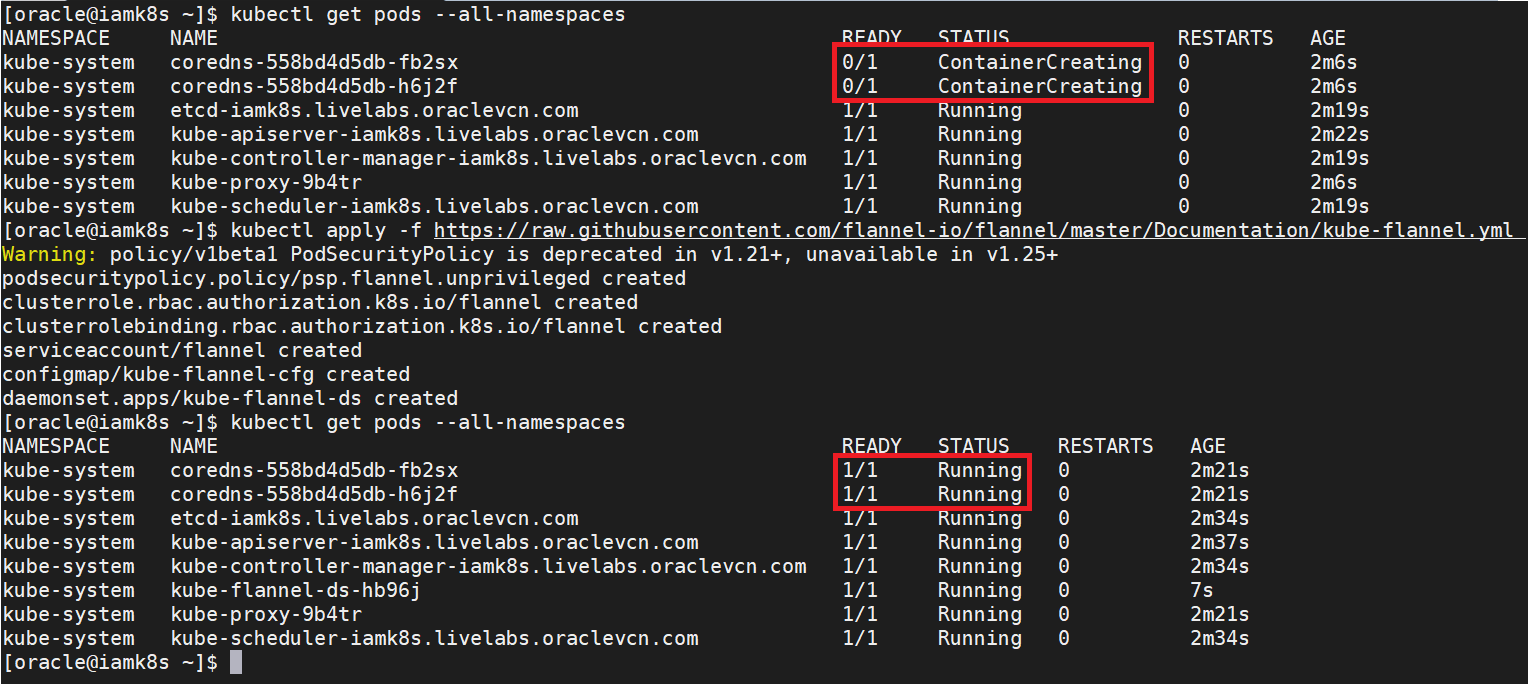 [oracle@iamk8s ~]$ kubectl get pods --all-namespaces
NAMESPACE     NAME                                                    READY   STATUS              RESTARTS   AGE
kube-system   coredns-558bd4d5db-fb2sx                                0/1     ContainerCreating   0          2m6s
kube-system   coredns-558bd4d5db-h6j2f                                0/1     ContainerCreating   0          2m6s
kube-system   etcd-iamk8s.livelabs.oraclevcn.com                      1/1     Running             0          2m19s
kube-system   kube-apiserver-iamk8s.livelabs.oraclevcn.com            1/1     Running             0          2m22s
kube-system   kube-controller-manager-iamk8s.livelabs.oraclevcn.com   1/1     Running             0          2m19s
kube-system   kube-proxy-9b4tr                                        1/1     Running             0          2m6s
kube-system   kube-scheduler-iamk8s.livelabs.oraclevcn.com            1/1     Running             0          2m19s
[oracle@iamk8s ~]$ kubectl apply -f https://raw.githubusercontent.com/flannel-io/flannel/master/Documentation/kube-flannel.yml
Warning: policy/v1beta1 PodSecurityPolicy is deprecated in v1.21+, unavailable in v1.25+
podsecuritypolicy.policy/psp.flannel.unprivileged created
clusterrole.rbac.authorization.k8s.io/flannel created
clusterrolebinding.rbac.authorization.k8s.io/flannel created
serviceaccount/flannel created
configmap/kube-flannel-cfg created
daemonset.apps/kube-flannel-ds created
[oracle@iamk8s ~]$ kubectl get pods --all-namespaces
NAMESPACE     NAME                                                    READY   STATUS    RESTARTS   AGE
kube-system   coredns-558bd4d5db-fb2sx                                1/1     Running   0          2m21s
kube-system   coredns-558bd4d5db-h6j2f                                1/1     Running   0          2m21s
kube-system   etcd-iamk8s.livelabs.oraclevcn.com                      1/1     Running   0          2m34s
kube-system   kube-apiserver-iamk8s.livelabs.oraclevcn.com            1/1     Running   0          2m37s
kube-system   kube-controller-manager-iamk8s.livelabs.oraclevcn.com   1/1     Running   0          2m34s
kube-system   kube-flannel-ds-hb96j                                   1/1     Running   0          7s
kube-system   kube-proxy-9b4tr                                        1/1     Running   0          2m21s
kube-system   kube-scheduler-iamk8s.livelabs.oraclevcn.com            1/1     Running   0          2m34s
[oracle@iamk8s ~]$